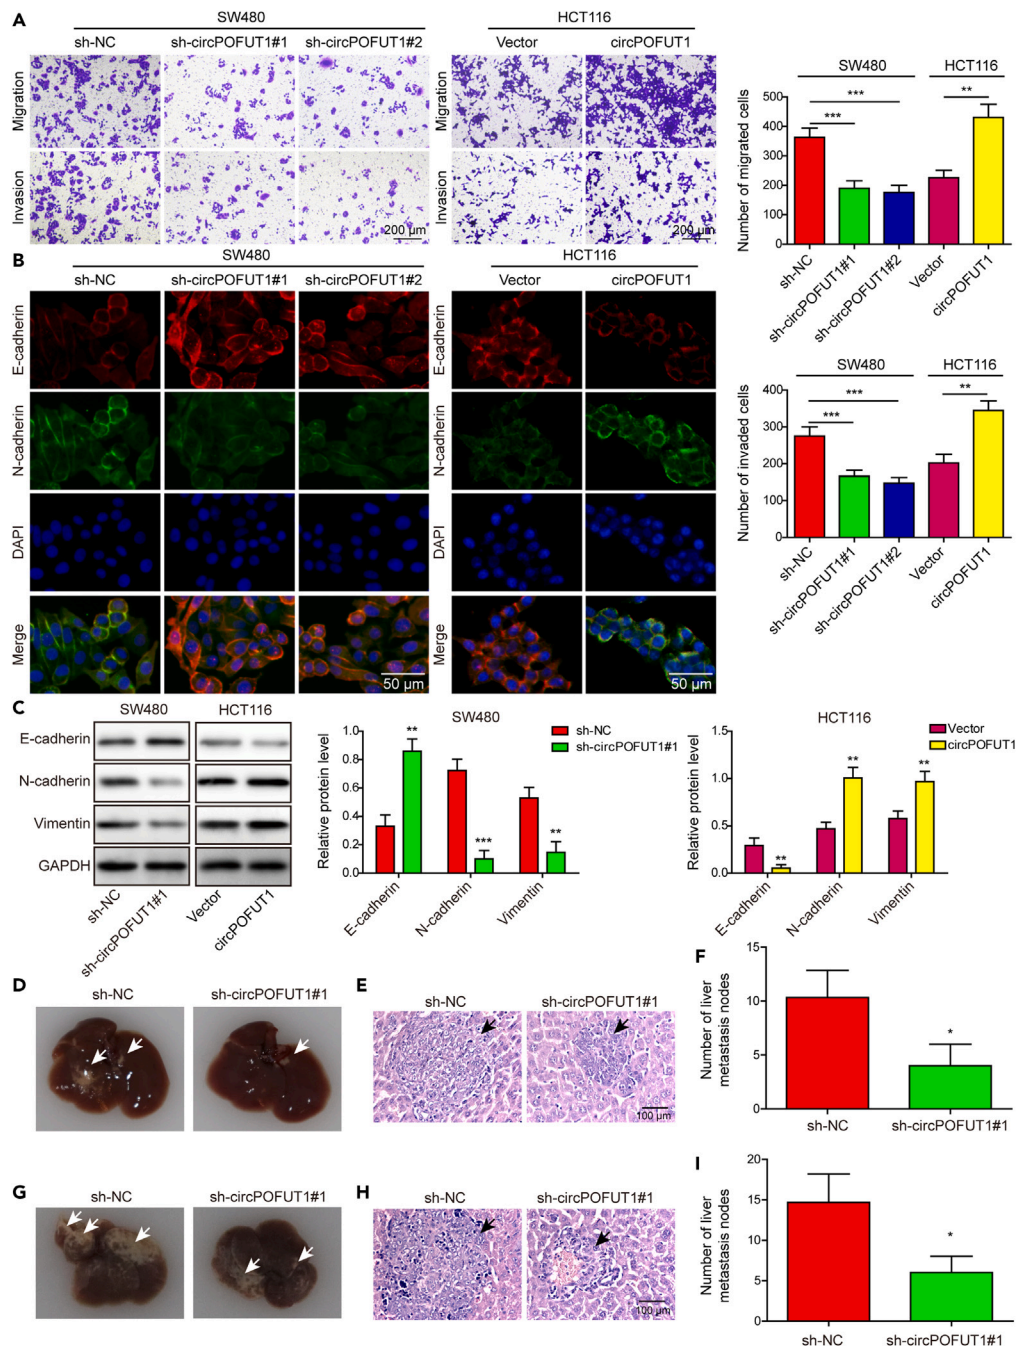 A
SW480
HCT116
sh-NC
sh-circPOFUT1#1
sh-circPOFUT1#2
Vector
circPOFUT1
Migration
Invasion
200 µm
200 µm
SW480
HCT116
Number of migrated cells
500
400
300
200
100
0
***
***
**
sh-NC
sh-circPOFUT1#1
sh-circPOFUT1#2
Vector
circPOFUT1
SW480
HCT116
Number of invaded cells
400
300
200
100
0
***
***
**
sh-NC
sh-circPOFUT1#1
sh-circPOFUT1#2
Vector
circPOFUT1
B
SW480
HCT116
sh-NC
sh-circPOFUT1#1
sh-circPOFUT1#2
Vector
circPOFUT1
E-cadherin
N-cadherin
DAPI
Merge
E-cadherin
N-cadherin
DAPI
Merge
50 µm
50 µm
C
SW480
HCT116
E-cadherin
N-cadherin
Vimentin
GAPDH
sh-NC
sh-circPOFUT1#1
Vector
circPOFUT1
SW480
sh-NC
sh-circPOFUT1#1
Relative protein level
1.0
0.8
0.6
0.4
0.2
0.0
**
***
**
E-cadherin
N-cadherin
Vimentin
HCT116
Vector
circPOFUT1
Relative protein level
1.5
1.0
0.5
0.0
**
**
**
E-cadherin
N-cadherin
Vimentin
D
sh-NC
sh-circPOFUT1#1
E
sh-NC
sh-circPOFUT1#1
100 µm
F
Number of liver
metastasis nodes
15
10
5
0
*
sh-NC
sh-circPOFUT1#1
G
sh-NC
sh-circPOFUT1#1
H
sh-NC
sh-circPOFUT1#1
100 µm
I
Number of liver
metastasis nodes
20
15
10
5
0
*
sh-NC
sh-circPOFUT1#1